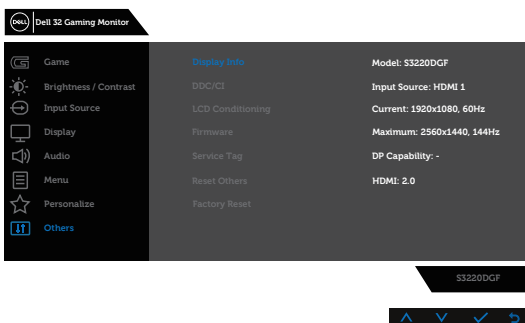 DELL
Dell 32 Gaming Monitor
Game
Brightness / Contrast
Input Source
Display
Audio
Menu
Personalize
Others
Display Info
DDC/CI
LCD Conditioning
Firmware
Service Tag
Reset Others
Factory Reset
Model: S3220DGF
Input Source: HDMI 1
Current: 1920x1080, 60Hz
Maximum: 2560x1440, 144Hz
DP Capability: -
HDMI: 2.0
S3220DGF